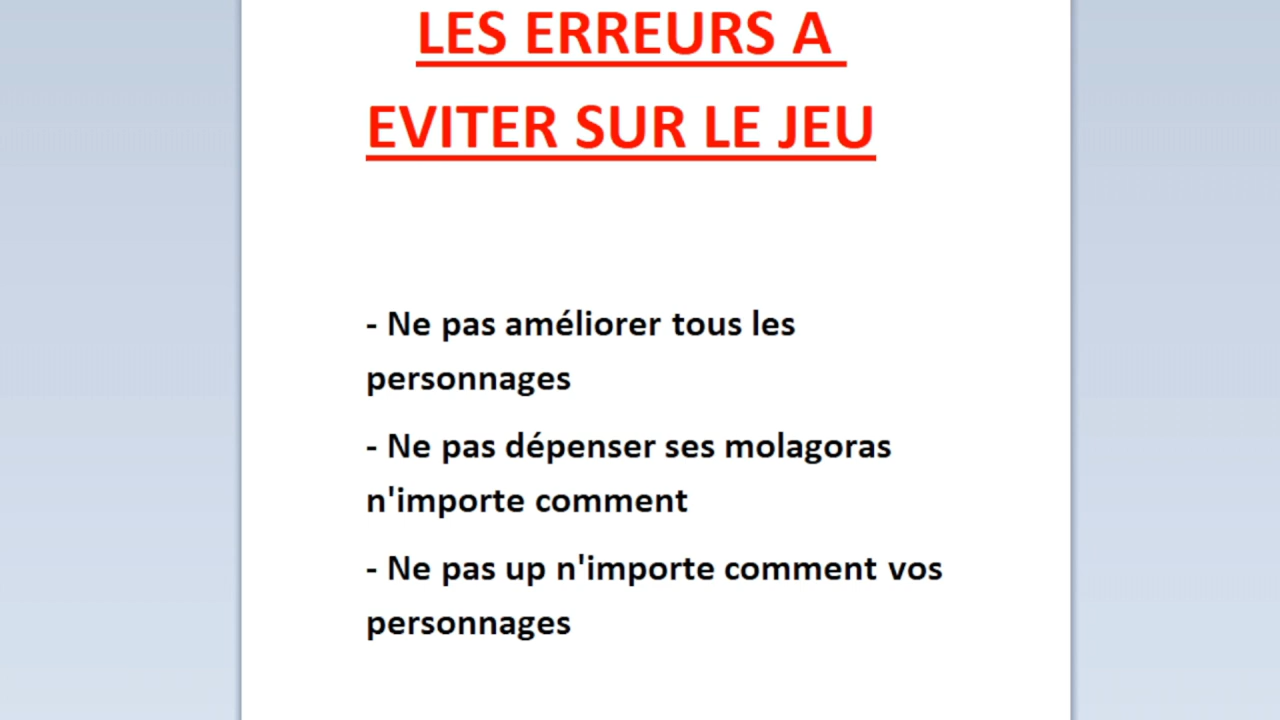 LES ERREURS A
EVITER SUR LE JEU
- Ne pas améliorer tous les
personnages
- Ne pas dépenser ses molagoras
n'importe comment
- Ne pas up n'importe comment vos
personnages